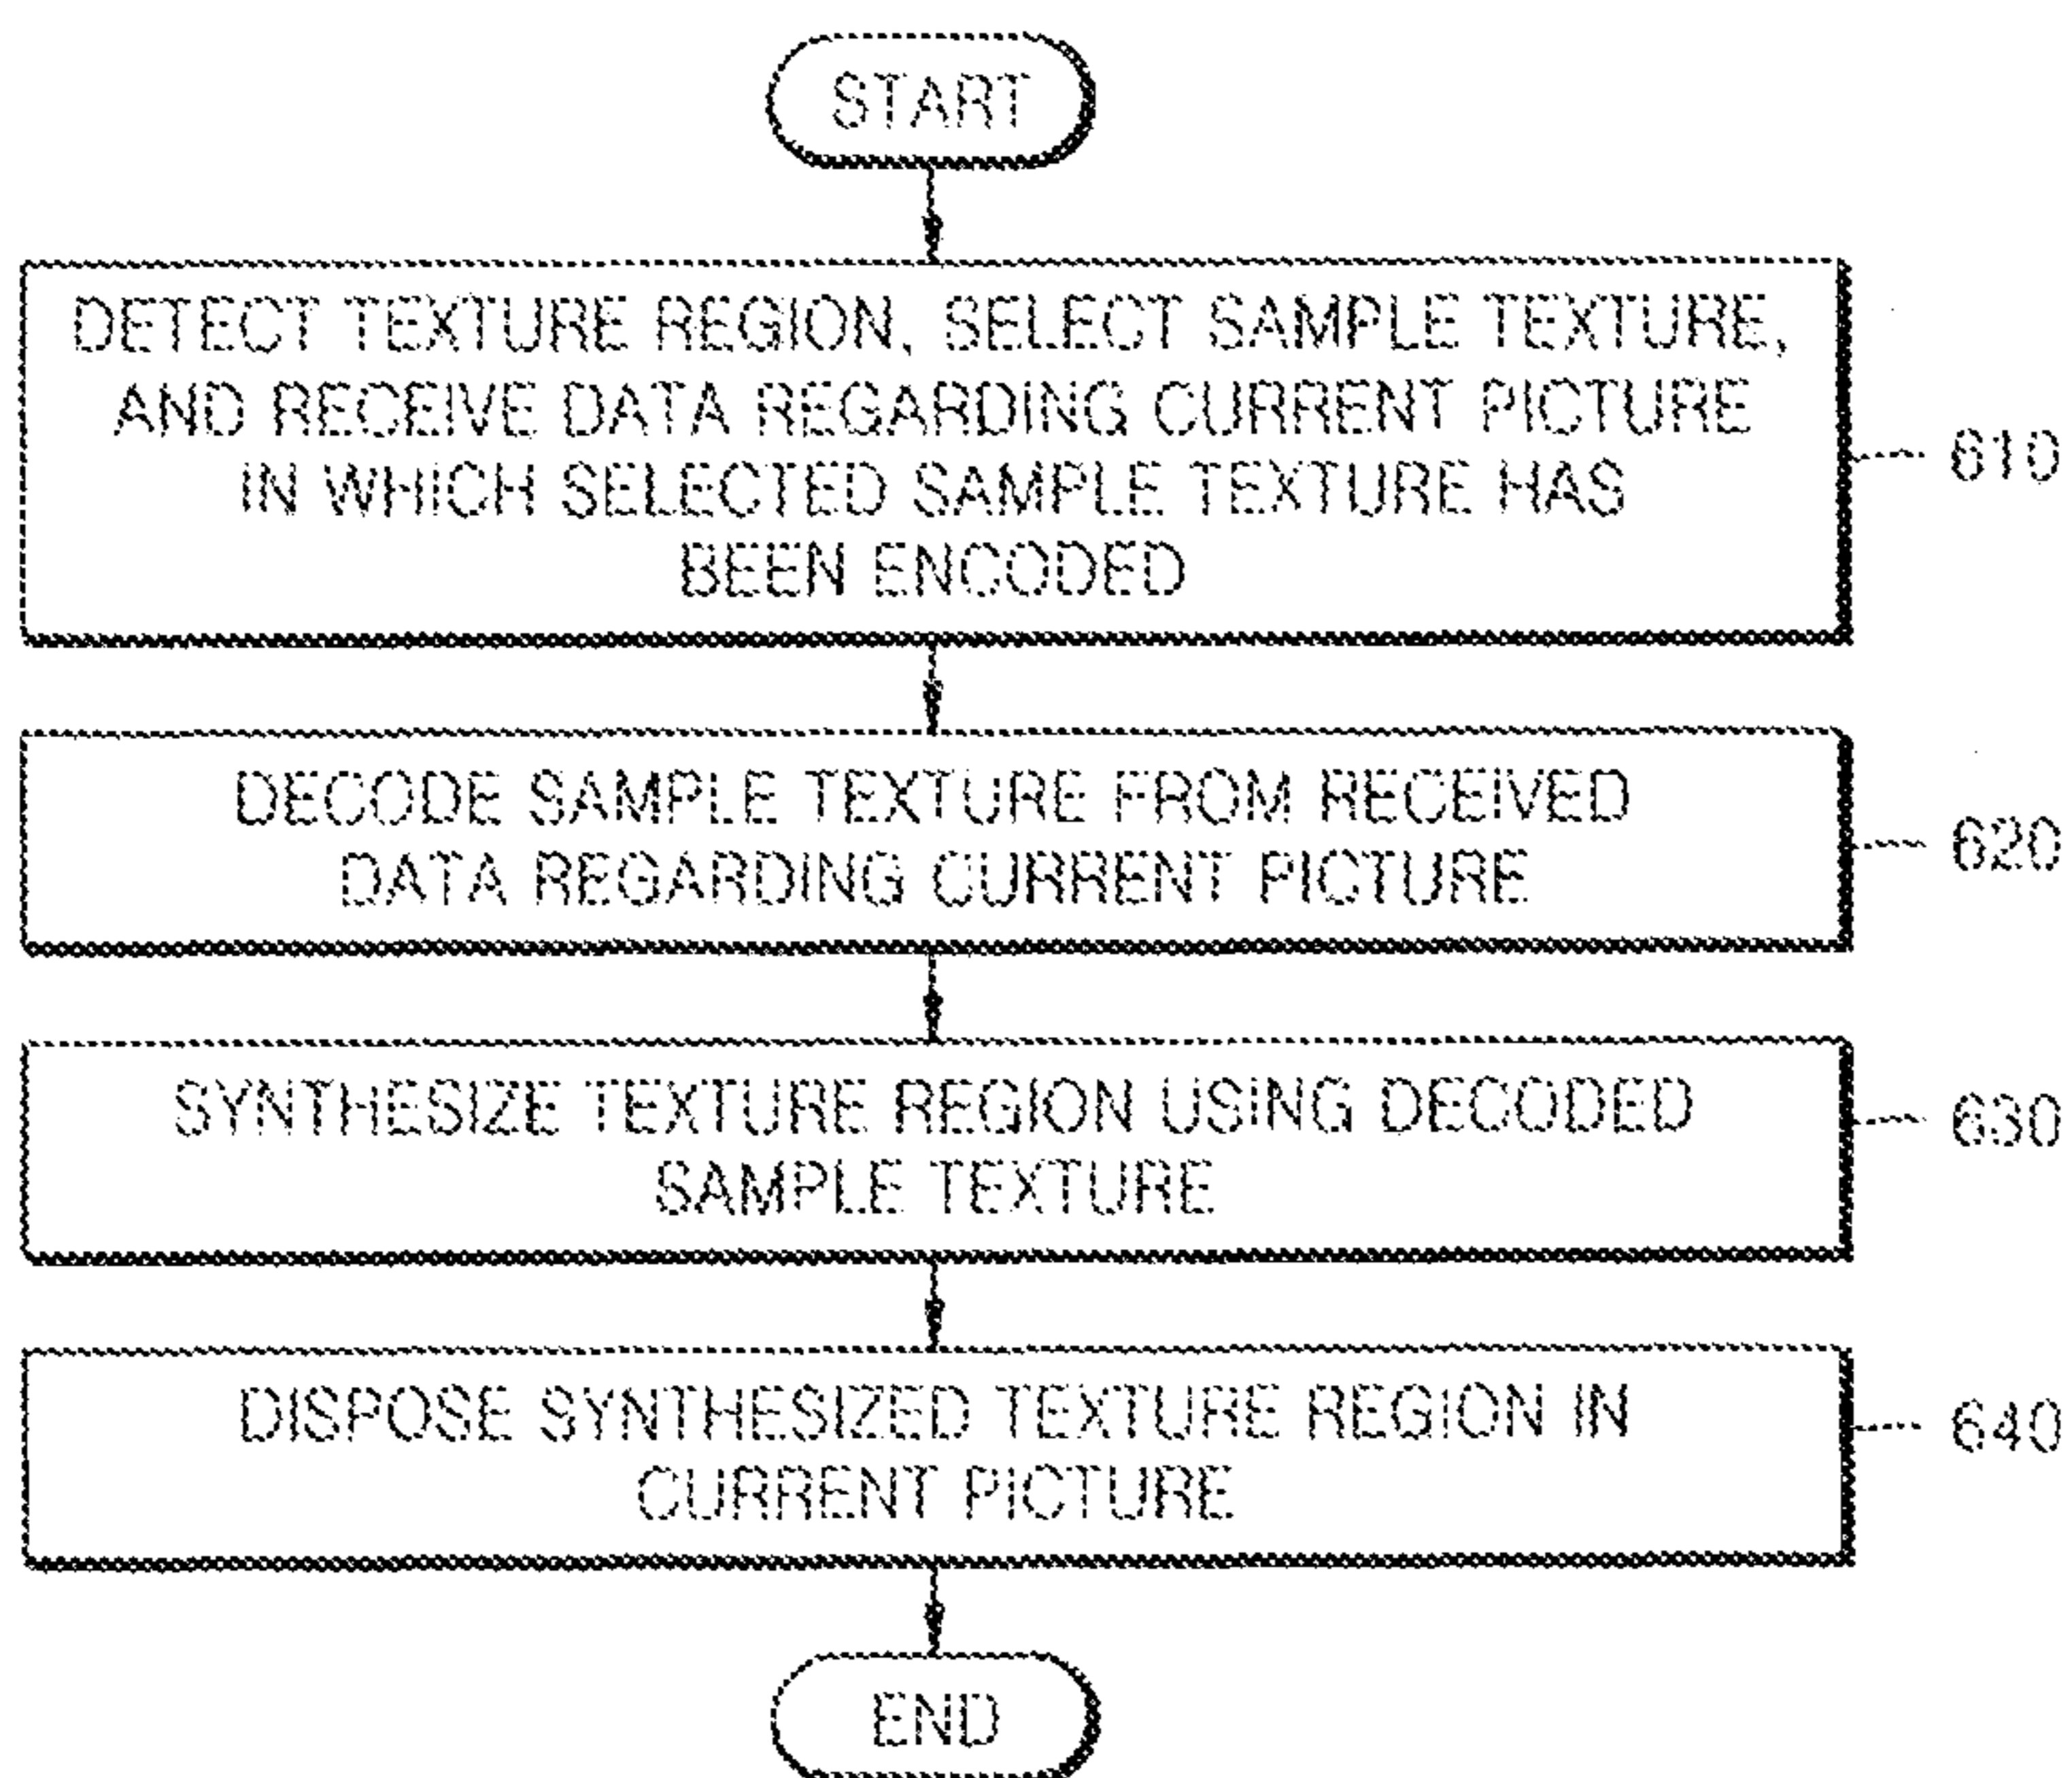 START
DETECT TEXTURE REGION, SELECT SAMPLE TEXTURE,
AND RECEIVE DATA REGARDING CURRENT PICTURE
IN WHICH SELECTED SAMPLE TEXTURE HAS
BEEN ENCODED
610
DECODE SAMPLE TEXTURE FROM RECEIVED
DATA REGARDING CURRENT PICTURE
620
SYNTHESIZE TEXTURE REGION USING DECODED
SAMPLE TEXTURE
630
DISPOSE SYNTHESIZED TEXTURE REGION IN
CURRENT PICTURE
640
END